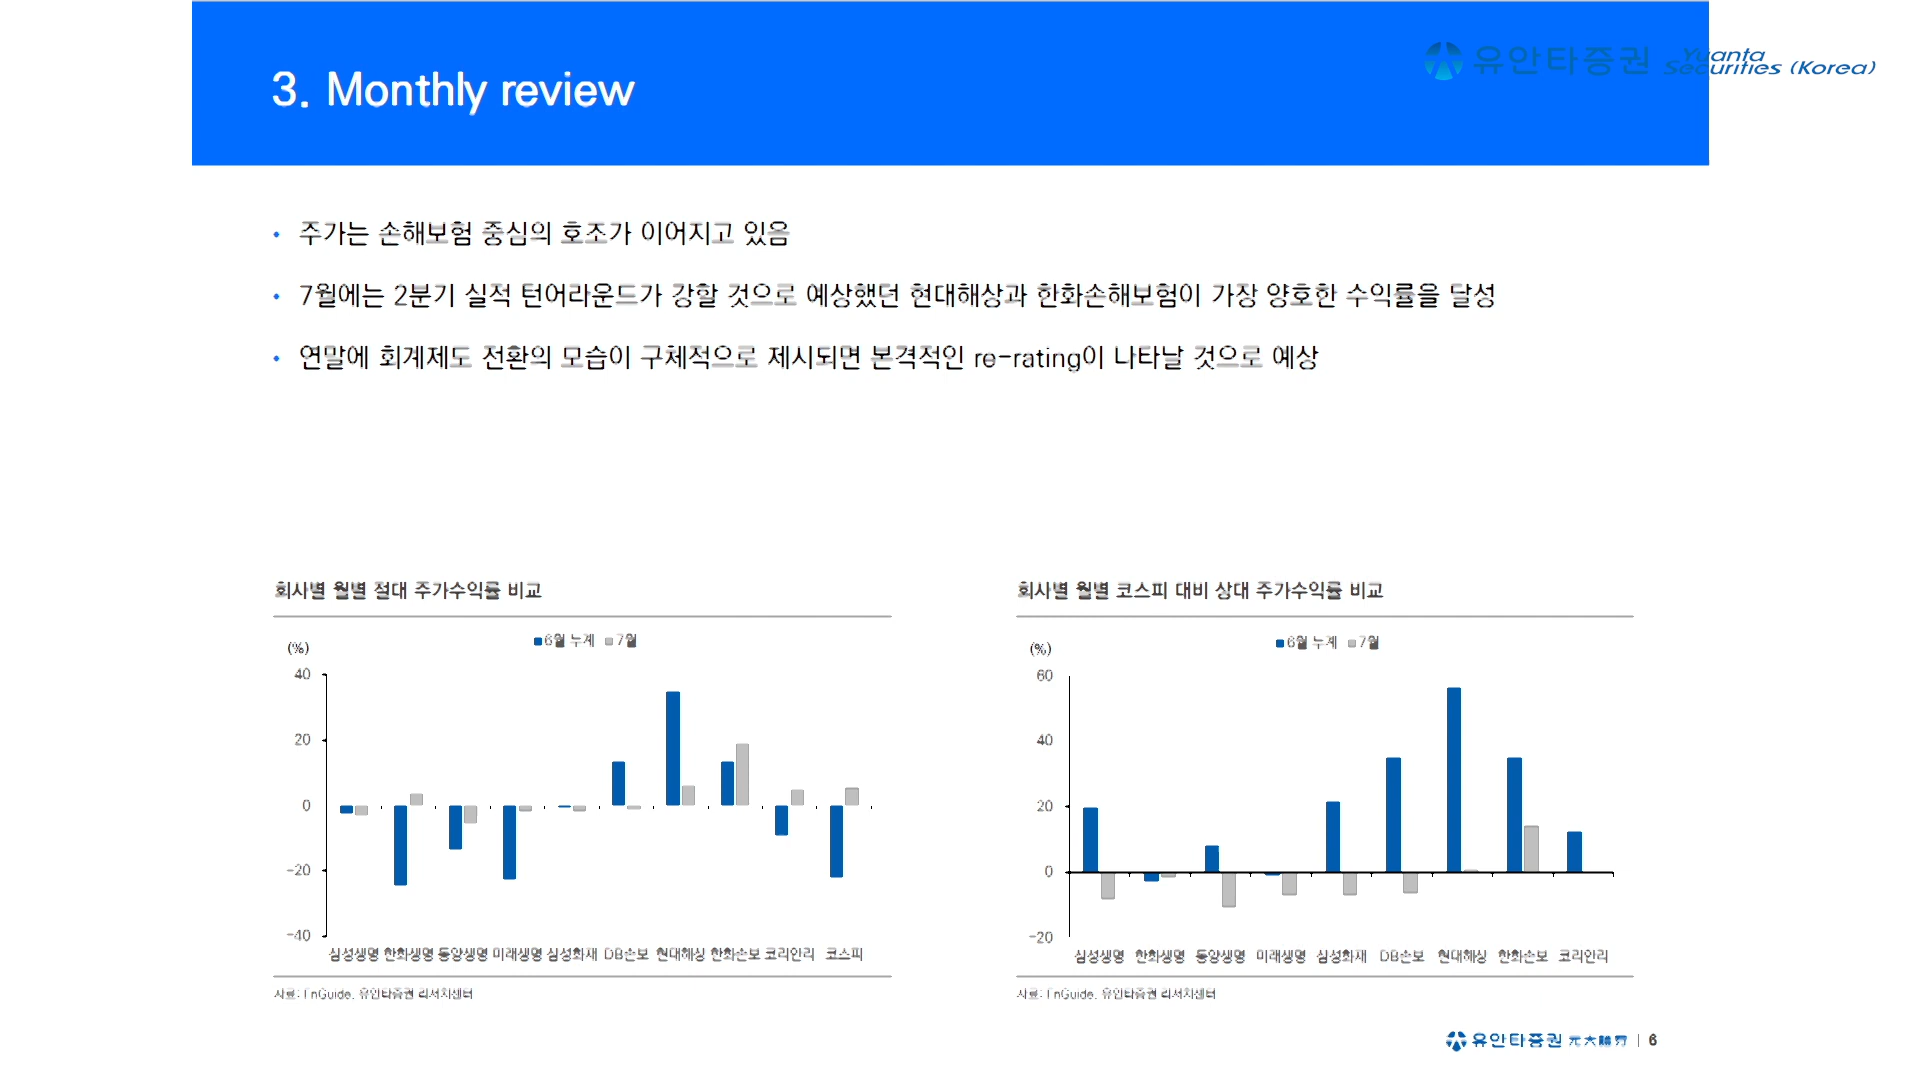 3. Monthly review
유안타증권 Yuanta Securities (Korea)
• 주가는 손해보험 중심의 호조가 이어지고 있음
• 7월에는 2분기 실적 턴어라운드가 강할 것으로 예상했던 현대해상과 한화손해보험이 가장 양호한 수익률을 달성
• 연말에 회계제도 전환의 모습이 구체적으로 제시되면 본격적인 re-rating이 나타날 것으로 예상
회사별 월별 절대 주가수익률 비교
(%)
6월 누계 7월
40
20
0
-20
-40
삼성생명 한화생명 동양생명 미래생명 삼성화재 DB손보 현대해상 한화손보 코리안리 코스피
자료: FnGuide, 유안타증권 리서치센터
회사별 월별 코스피 대비 상대 주가수익률 비교
(%)
6월 누계 7월
60
40
20
0
-20
삼성생명 한화생명 동양생명 미래생명 삼성화재 DB손보 현대해상 한화손보 코리안리
자료: FnGuide, 유안타증권 리서치센터
유안타증권 元大證券 | 6